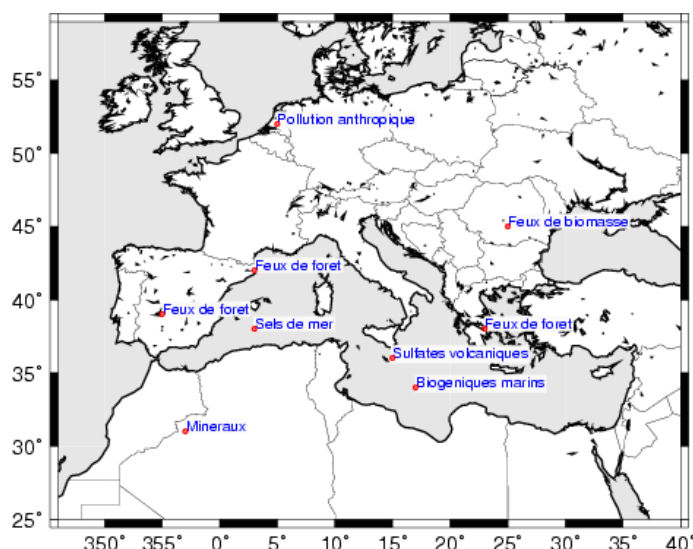 55°
Pollution anthropique
50°
Feux de biomasse
45°
Feux de foret
40°
Feux de foret
Sels de mer
Feux de foret
Sulfates volcaniques
35°
Biogeniques marins
Mineraux
30°
25°
350° 355° 0° 5° 10° 15° 20° 25° 30° 35° 40°